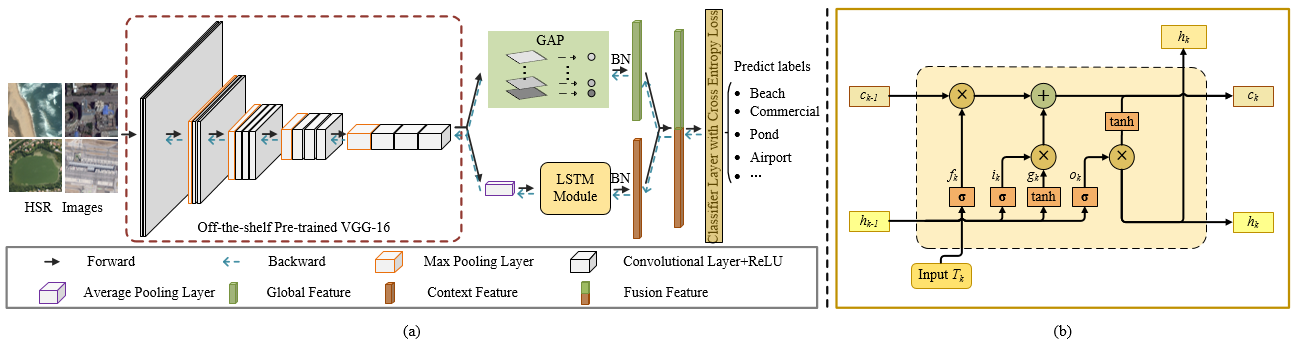 HSR Images
Off-the-shelf Pre-trained VGG-16
GAP
BN
LSTM
Module
BN
Classifier Layer with Cross Entropy Loss
Predict labels
• Beach
• Commercial
• Pond
• Airport
• ...
Forward
Backward
Max Pooling Layer
Convolutional Layer+ReLU
Average Pooling Layer
Global Feature
Context Feature
Fusion Feature
(a)
h_k
c_{k-1}
×
+
c_k
tanh
×
×
f_k
i_k
g_k
o_k
σ
σ
tanh
σ
h_{k-1}
h_k
Input T_k
(b)